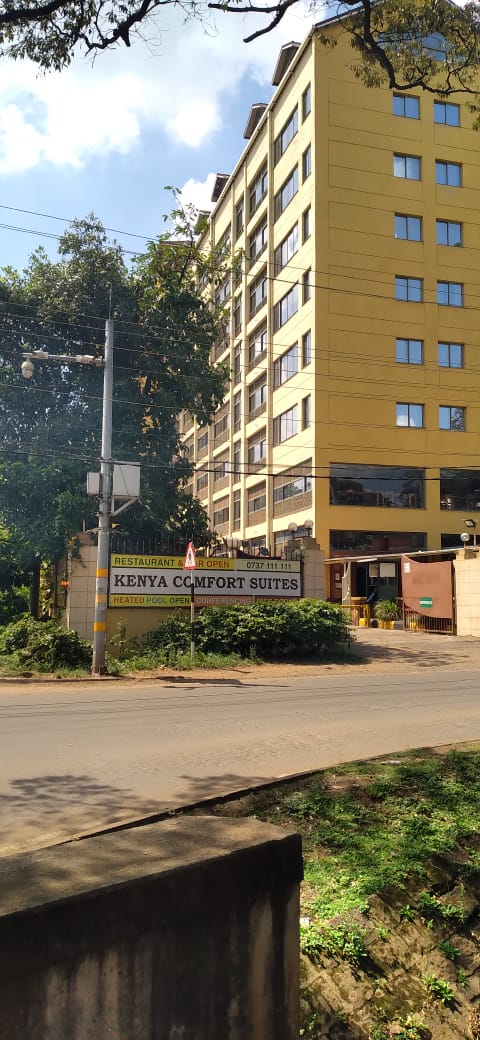 RESTAURANT & BAR OPEN 0737 111 111
KENYA COMFORT SUITES
HEATED POOL OPEN CONFERENCE